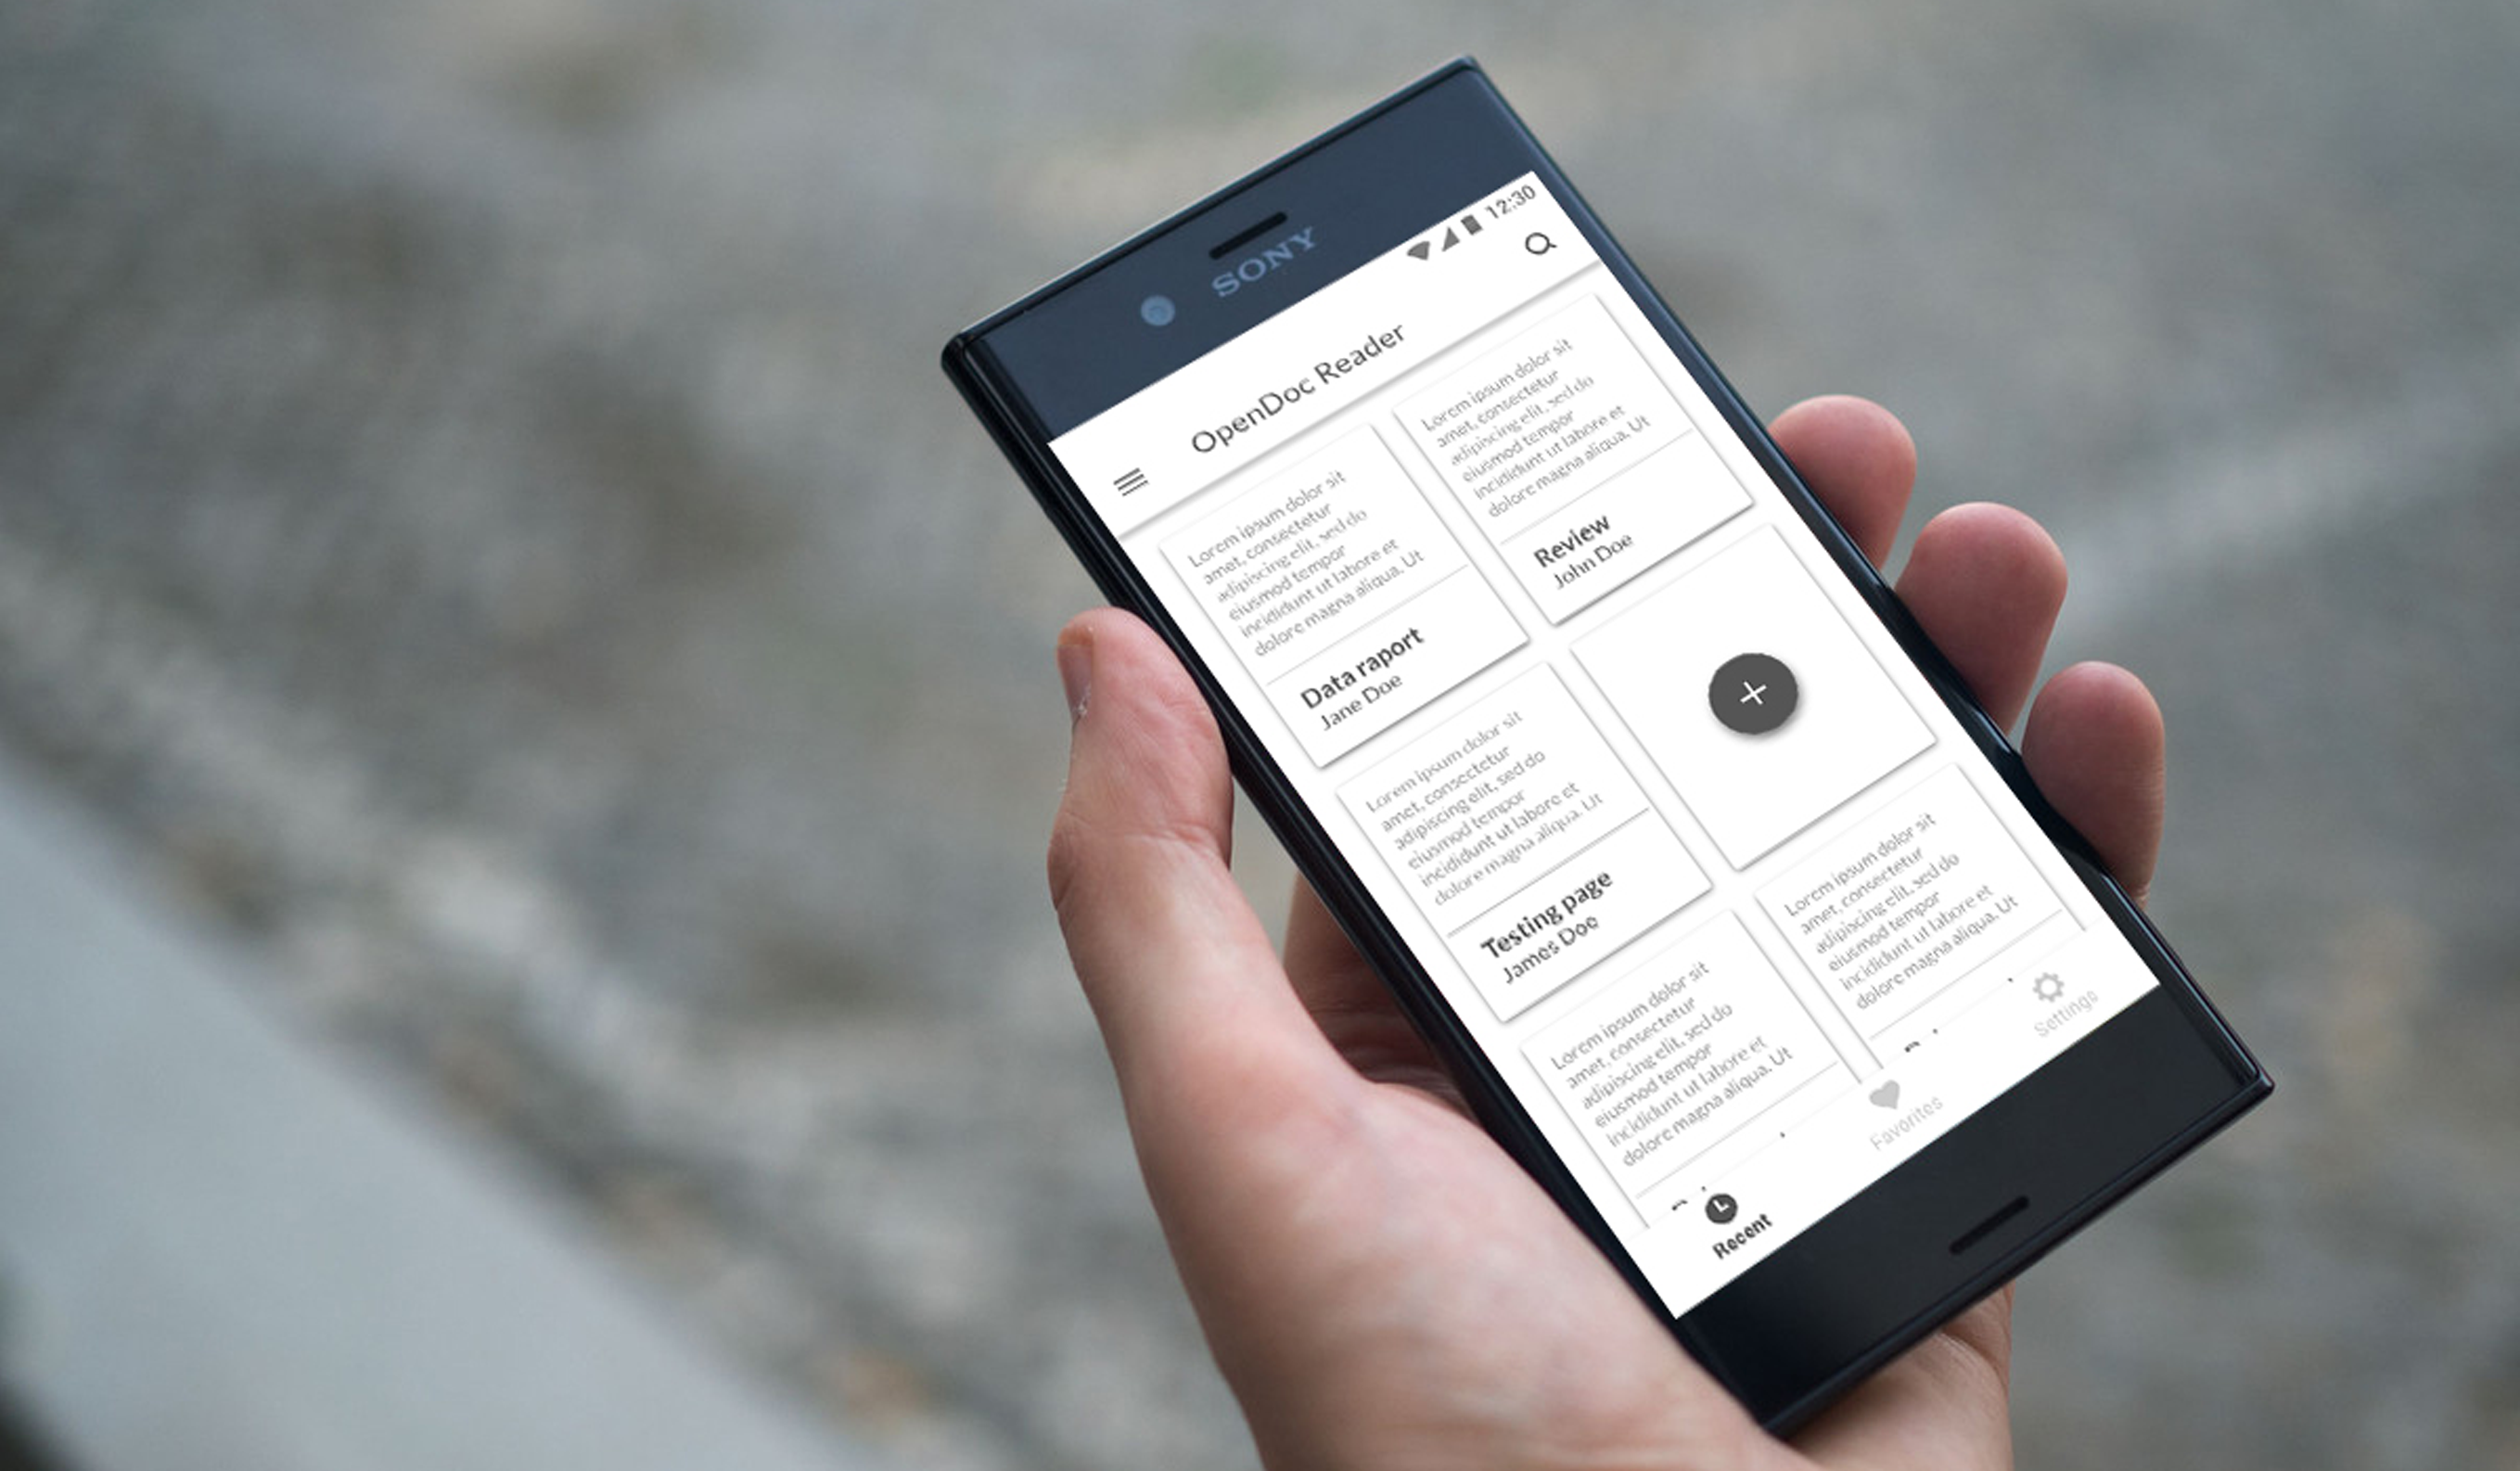 SONY
12:30
OpenDoc Reader
Lorem ipsum dolor sit
amet, consectetur
adipiscing elit, sed do
eiusmod tempor
incididunt ut labore et
dolore magna aliqua. Ut
Data raport
Jane Doe
Lorem ipsum dolor sit
amet, consectetur
adipiscing elit, sed do
eiusmod tempor
incididunt ut labore et
dolore magna aliqua. Ut
Review
John Doe
Lorem ipsum dolor sit
amet, consectetur
adipiscing elit, sed do
eiusmod tempor
incididunt ut labore et
dolore magna aliqua. Ut
Testing page
James Doe
Lorem ipsum dolor sit
amet, consectetur
adipiscing elit, sed do
eiusmod tempor
incididunt ut labore et
dolore magna aliqua. Ut
Lorem ipsum dolor sit
amet, consectetur
adipiscing elit, sed do
eiusmod tempor
incididunt ut labore et
dolore magna aliqua. Ut
Recent
Favorites
Settings